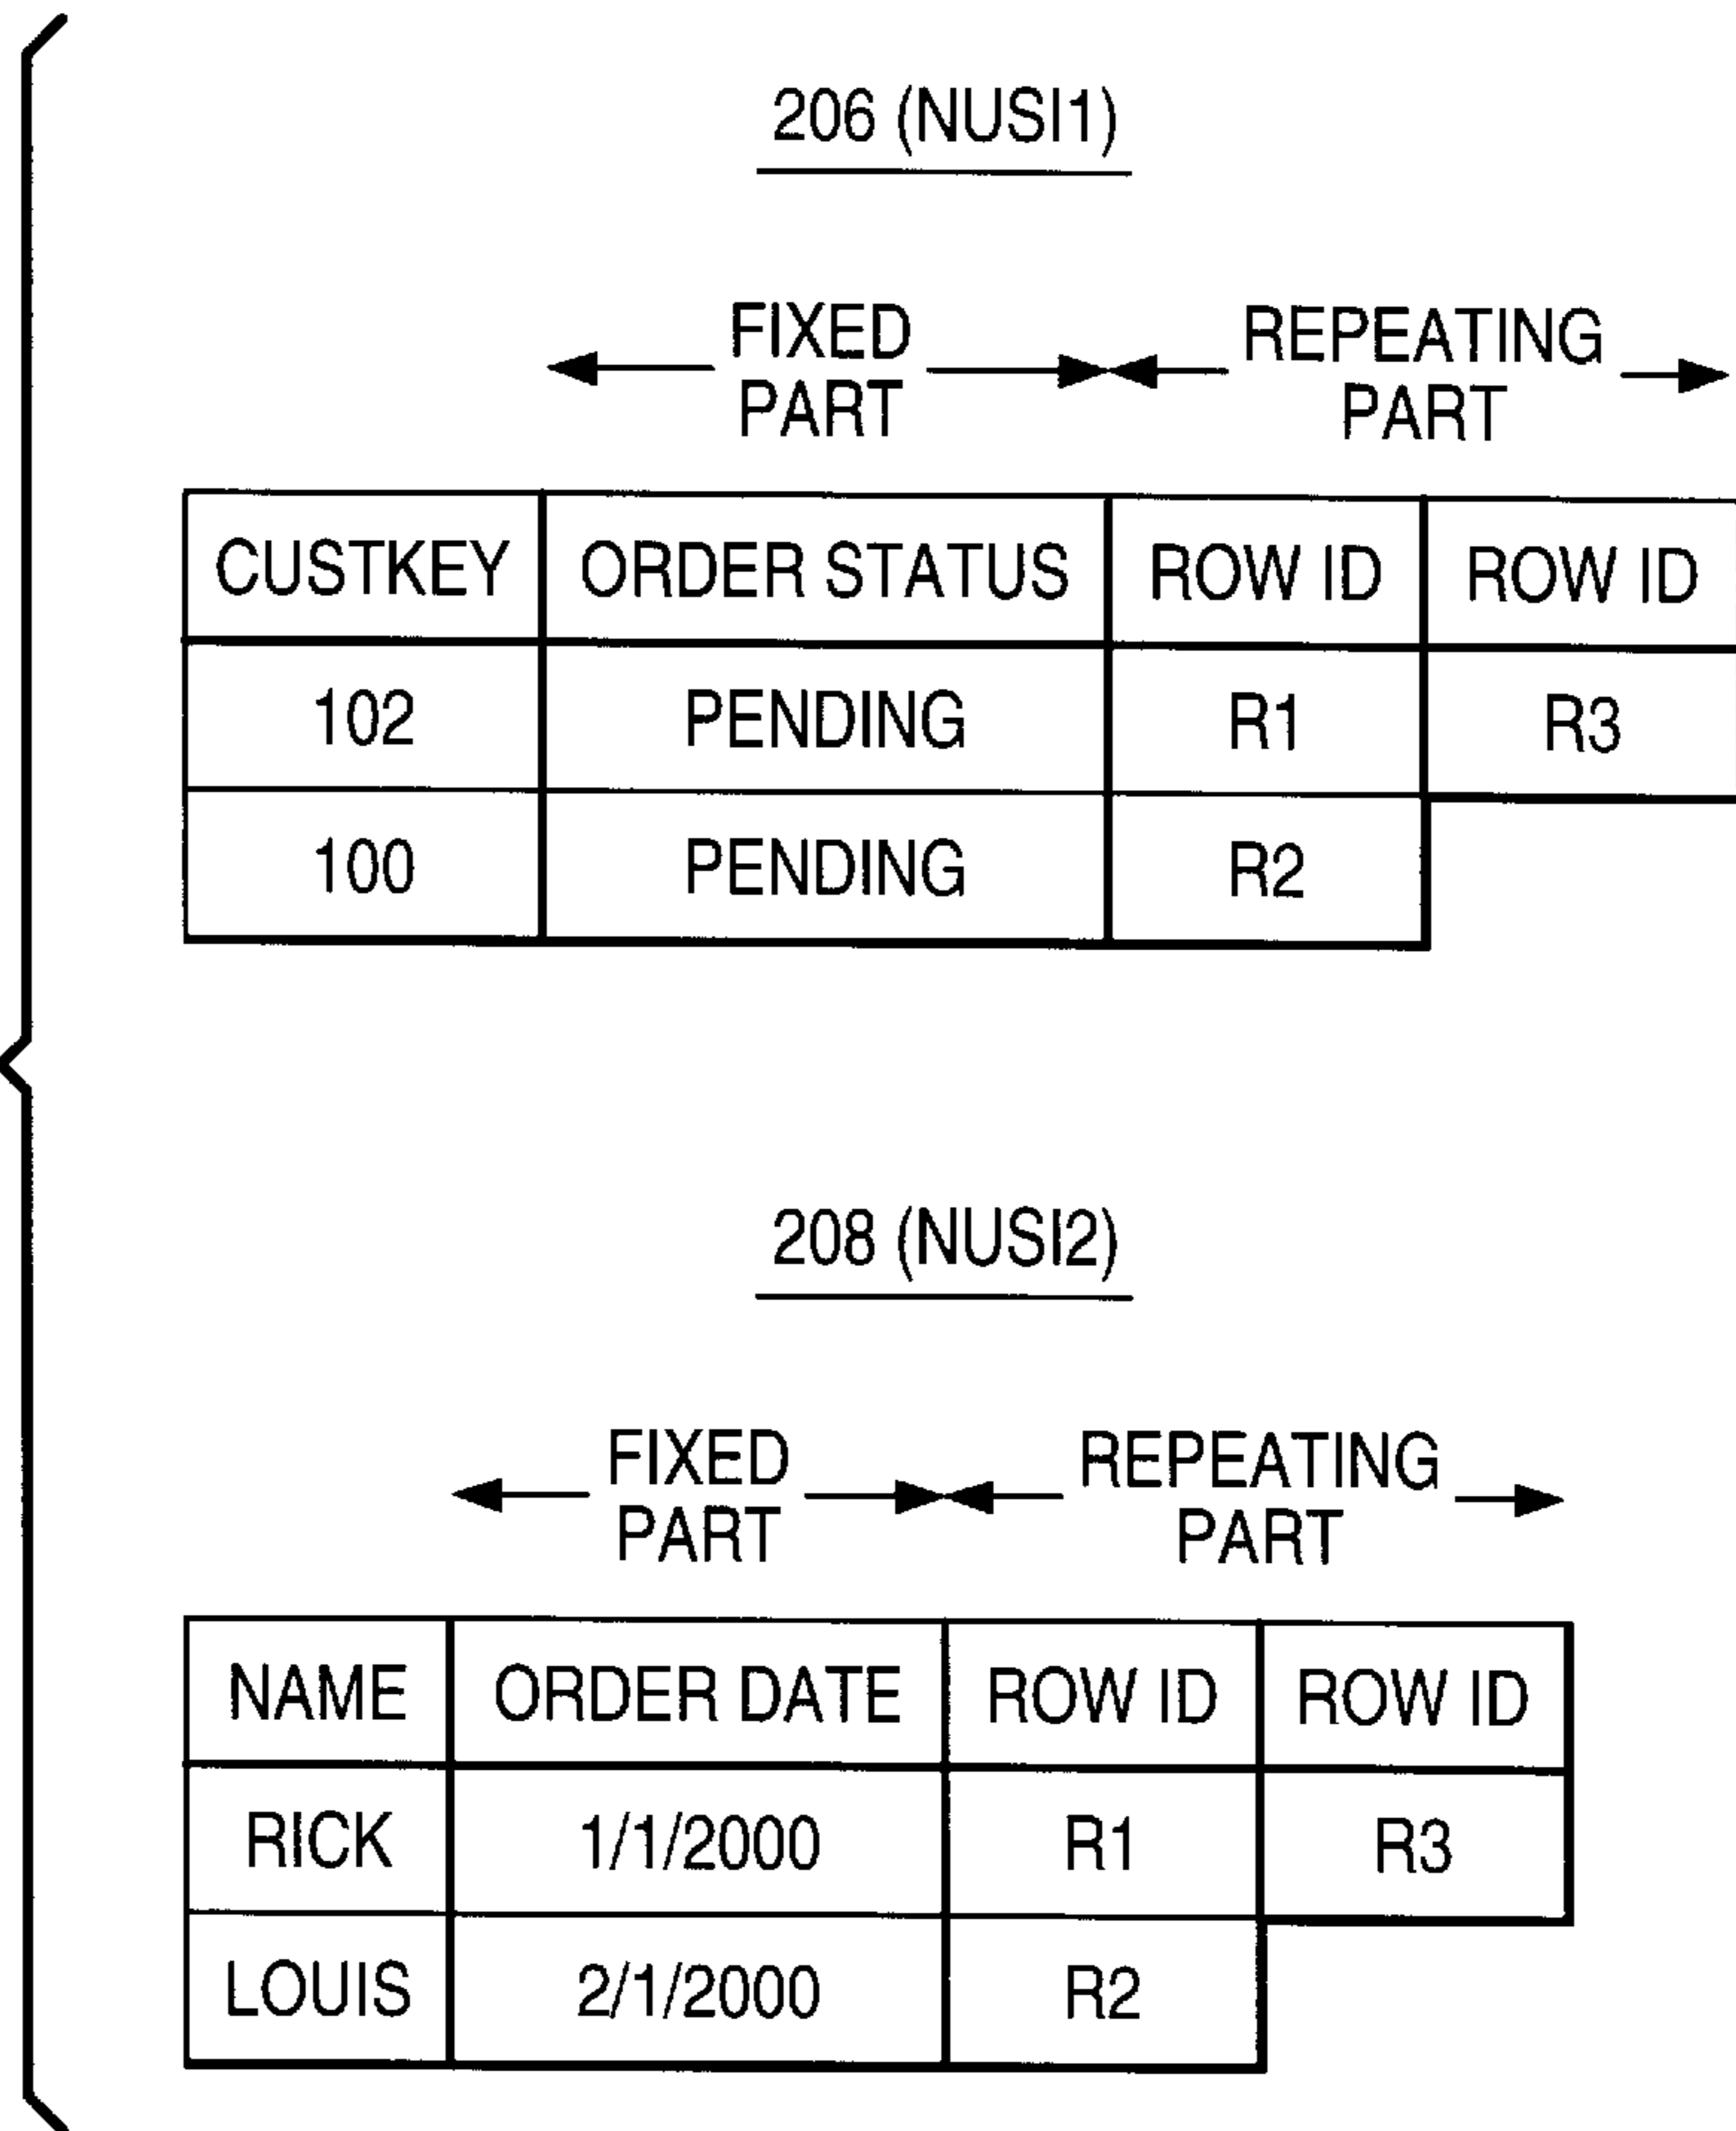 206 (NUSI1)
FIXED PART
REPEATING PART
CUSTKEY ORDER STATUS ROW ID ROW ID
102 PENDING R1 R3
100 PENDING R2
208 (NUSI2)
FIXED PART
REPEATING PART
NAME ORDER DATE ROW ID ROW ID
RICK 1/1/2000 R1 R3
LOUIS 2/1/2000 R2